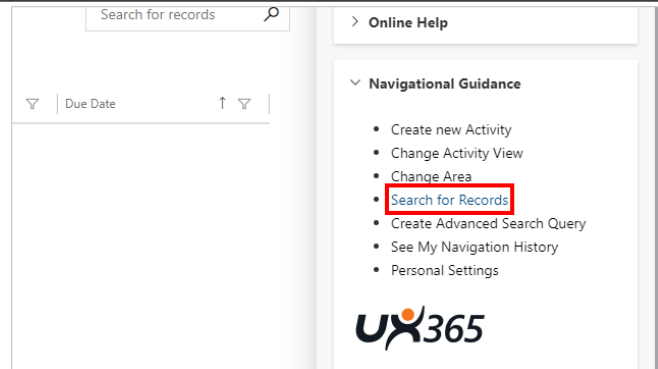 Search for records
Due Date
Online Help
Navigational Guidance
Create new Activity
Change Activity View
Change Area
Search for Records
Create Advanced Search Query
See My Navigation History
Personal Settings
UX365